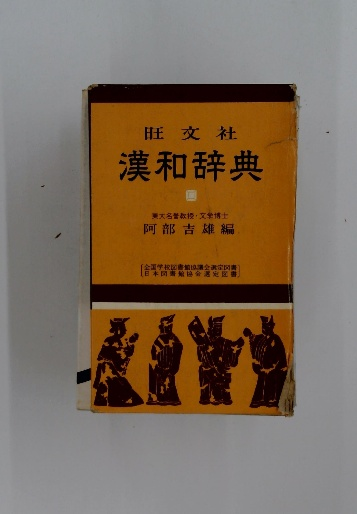 旺文社
漢和辞典
東大名誉教授・文学博士
阿部吉雄編
全国学校図書館協議会選定図書
日本図書館協会選定図書